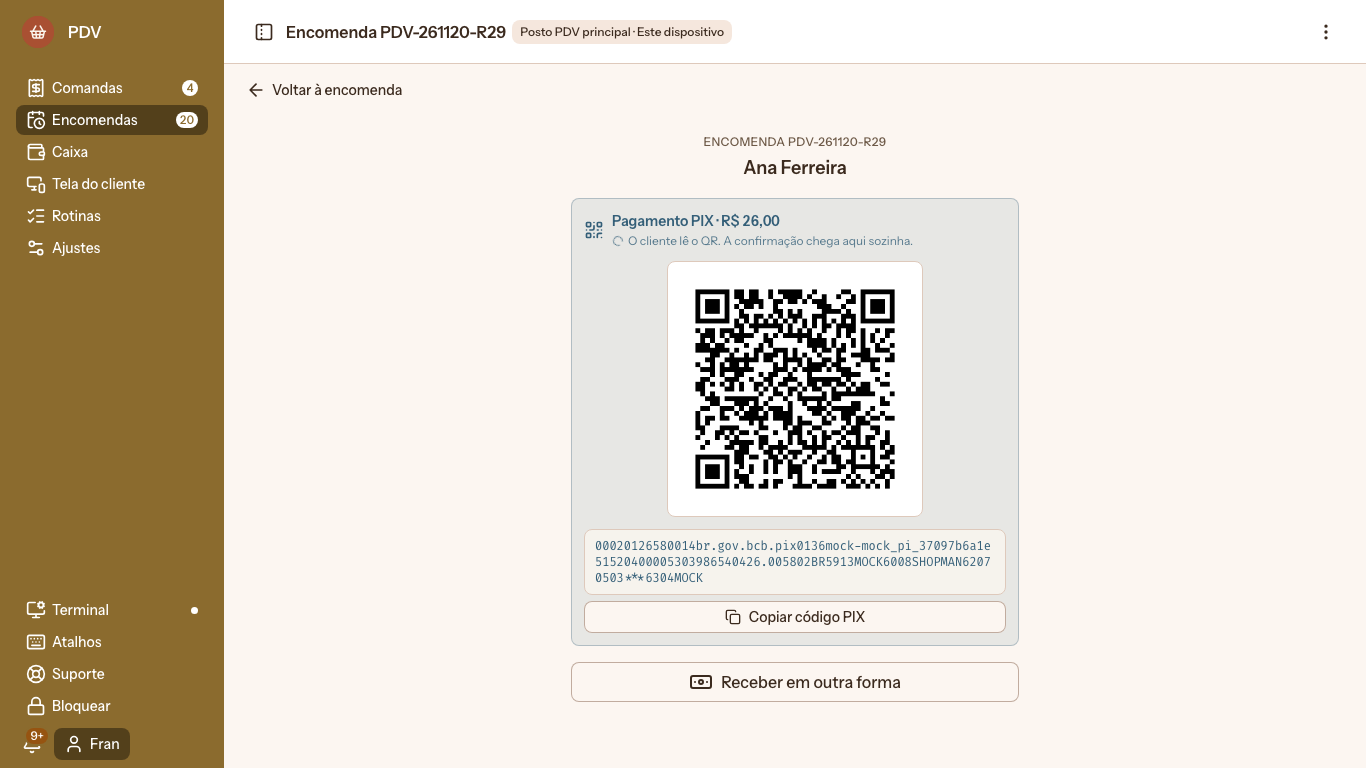 PDV
Encomenda PDV-261120-R29
Posto PDV principal · Este dispositivo
Comandas
4
Encomendas
20
Caixa
Tela do cliente
Rotinas
Ajustes
Voltar à encomenda
ENCOMENDA PDV-261120-R29
Ana Ferreira
Pagamento PIX · R$ 26,00
O cliente lê o QR. A confirmação chega aqui sozinha.
00020126580014br.gov.bcb.pix0136mock-mock_pi_37097b6a1e
51520400005303986540426.005802BR5913MOCK6008SHOPMAN6207
0503***6304MOCK
Copiar código PIX
Receber em outra forma
Terminal
Atalhos
Suporte
Bloquear
9+
Fran